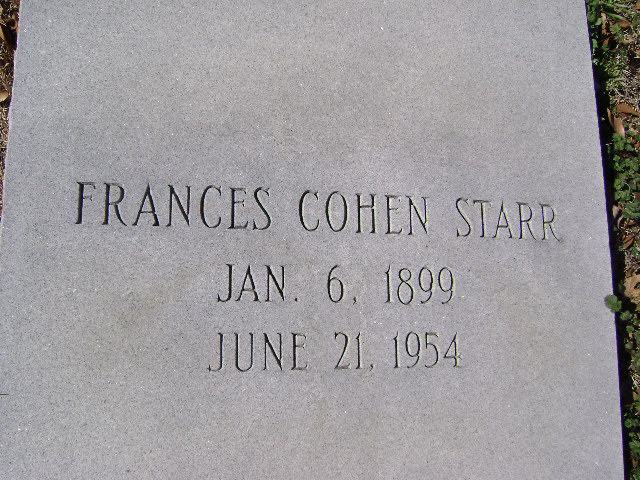 FRANCES COHEN STARR
JAN. 6, 1899
JUNE 21, 1954